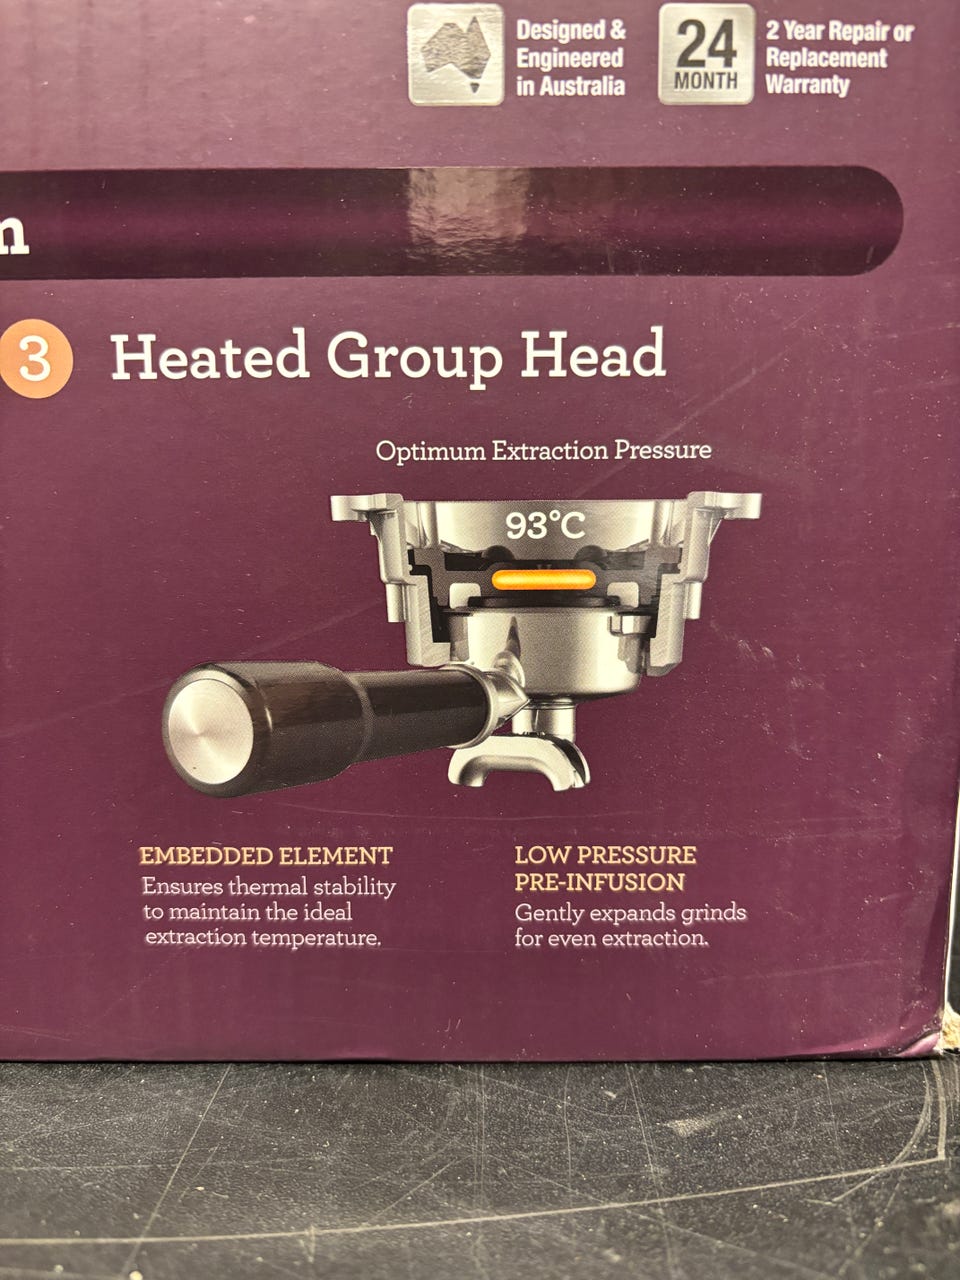 Designed &
Engineered
in Australia
24
MONTH
2 Year Repair or
Replacement
Warranty
3
Heated Group Head
Optimum Extraction Pressure
93°C
EMBEDDED ELEMENT
Ensures thermal stability
to maintain the ideal
extraction temperature.
LOW PRESSURE
PRE-INFUSION
Gently expands grinds
for even extraction.